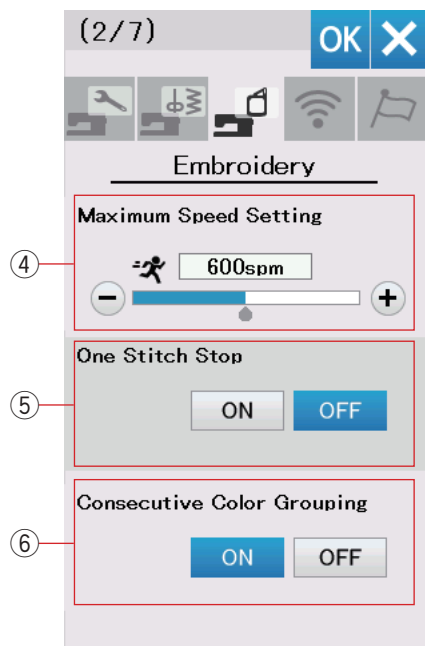 (2/7)
OK
Embroidery
Maximum Speed Setting
④
600spm
One Stitch Stop
⑤
ON OFF
Consecutive Color Grouping
⑥
ON OFF